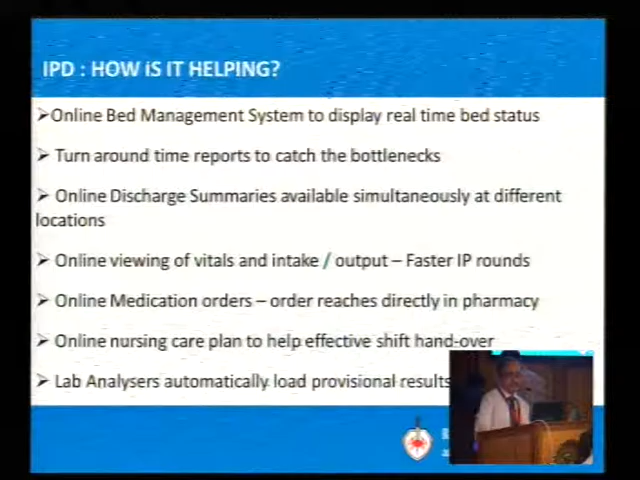 IPD : HOW iS IT HELPING?
➢Online Bed Management System to display real time bed status
➢ Turn around time reports to catch the bottlenecks
➢ Online Discharge Summaries available simultaneously at different
locations
➢ Online viewing of vitals and intake / output – Faster IP rounds
➢ Online Medication orders – order reaches directly in pharmacy
➢ Online nursing care plan to help effective shift hand-over
➢ Lab Analysers automatically load provisional results